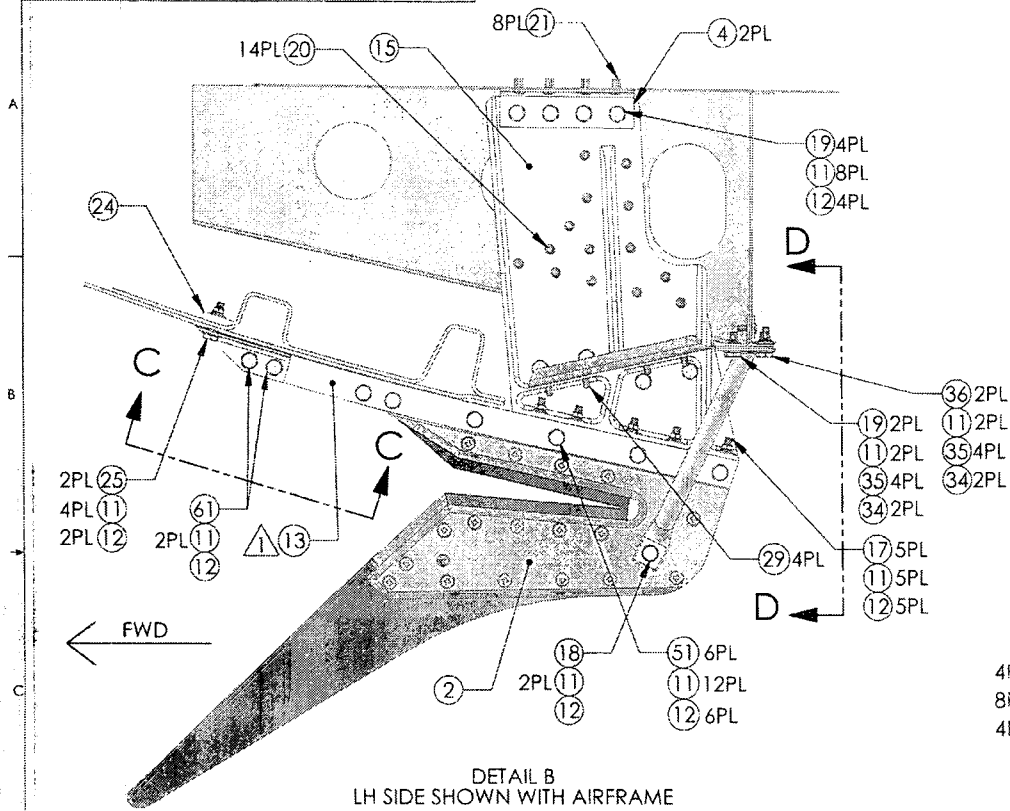 8PL 21
4 2PL
14PL 20
15
A
19 4PL
11 8PL
12 4PL
24
D
B
C
36 2PL
19 2PL
11 2PL
11 2PL
35 4PL
35 4PL
34 2PL
34 2PL
C
2PL 25
4PL 11
2PL 12
61
2PL 11
12
1 13
29 4PL
17 5PL
11 5PL
12 5PL
D
FWD
18
2PL 11
12
51 6PL
11 12PL
12 6PL
2
C
DETAIL B
LH SIDE SHOWN WITH AIRFRAME